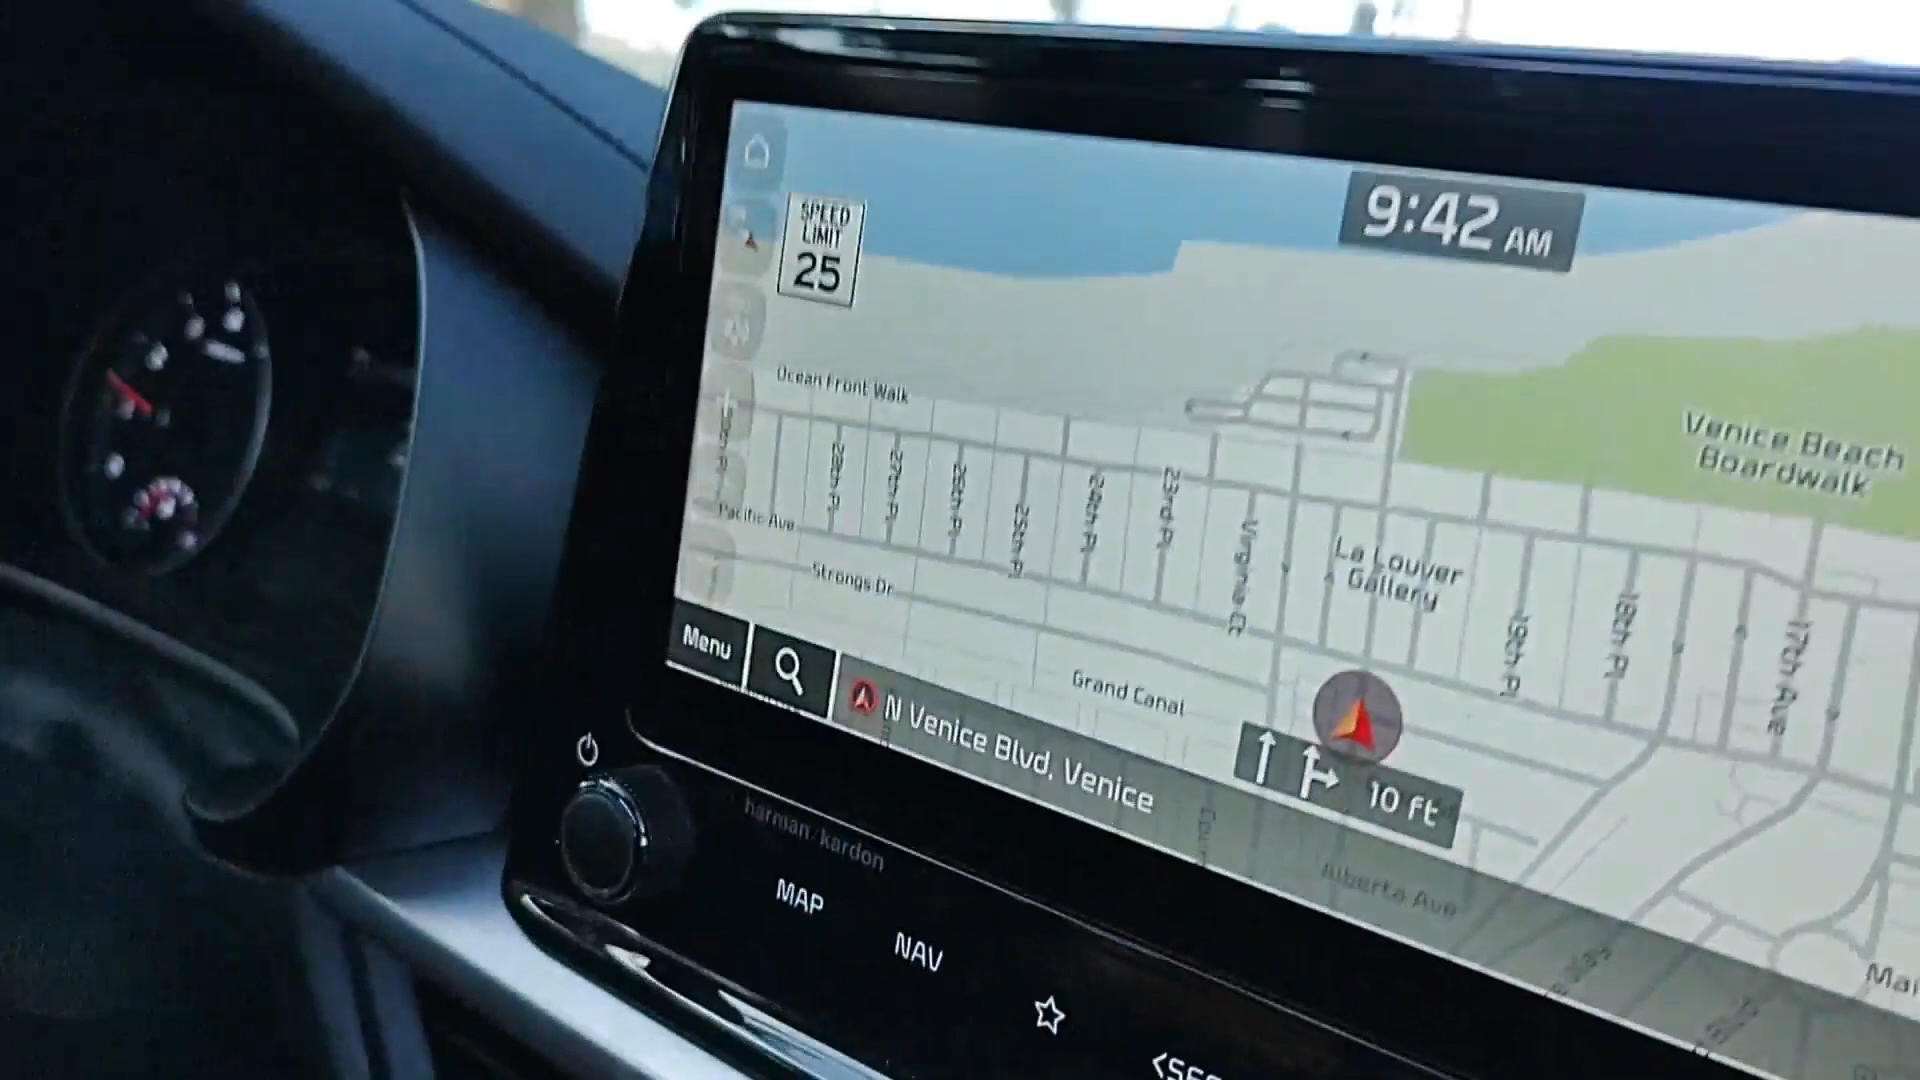 9:42 AM
SPEED
LIMIT
25
Ocean Front Walk
Venice Beach
Boardwalk
28th Pl
27th Pl
26th Pl
25th Pl
24th Pl
23rd Pl
Virginia Ct
La Louver
Gallery
19th Pl
18th Pl
17th Ave
Pacific Ave
Strongs Dr
Grand Canal
Menu
N Venice Blvd, Venice
10 ft
Alberta Ave
harman/kardon
MAP
NAV